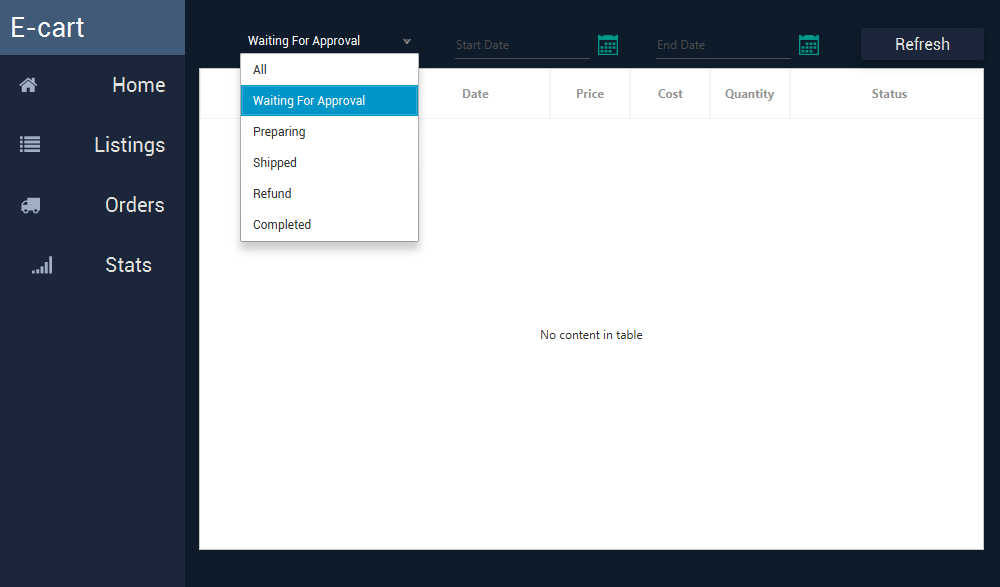 E-cart
Home
Listings
Orders
Stats
Waiting For Approval
Start Date
End Date
Refresh
All
Waiting For Approval
Preparing
Shipped
Refund
Completed
Date
Price
Cost
Quantity
Status
No content in table